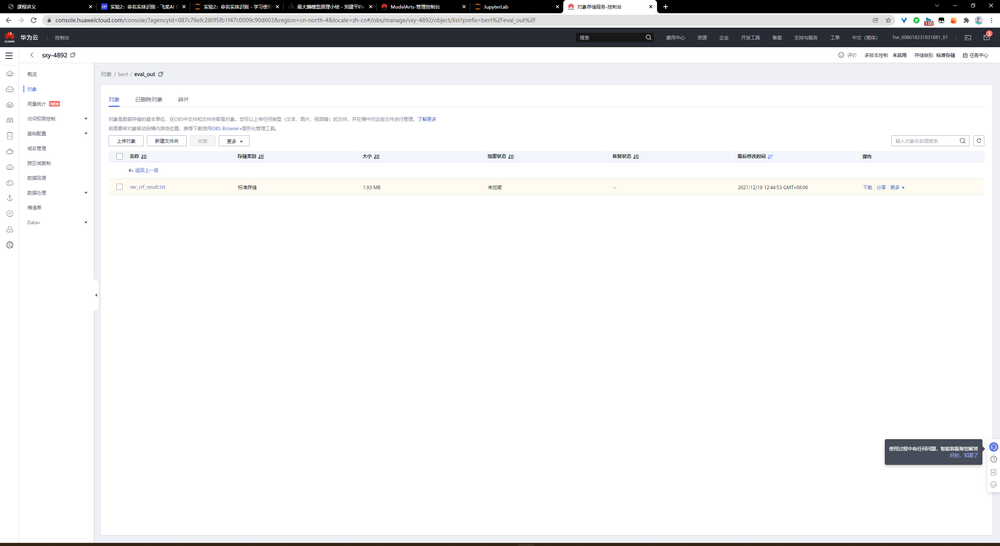 课程讲义
实验2：命名实体识别 - 飞桨AI S
实验2：命名实体识别 - 学习使用
最大熵模型原理小结 - 刘建平Pin
ModelArts-管理控制台
JupyterLab
对象存储服务-控制台
console.huaweicloud.com/console/?agencyId=087c76efc280f5fb1f47c0009c90d603&region=cn-north-4&locale=zh-cn#/obs/manage/sxy-4892/object/list?prefix=bert%2Feval_out%2F
1.00
HUAWEI
华为云
控制台
搜索
费用中心
资源
企业
开发工具
备案
支持与服务
工单
中文（简体）
hw_008618231831881_01
3
sxy-4892
评价
多版本控制 未启用
存储类别 标准存储
任务中心
概览
对象
用量统计 NEW
访问权限控制
基础配置
域名管理
跨区域复制
数据回源
数据处理
桶清单
Data+
IP
对象 / bert / eval_out
对象
已删除对象
碎片
对象是数据存储的基本单位，在OBS中文件和文件夹都是对象。您可以上传任何类型（文本、图片、视频等）的文件，并在桶中对这些文件进行管理。了解更多
若需要将对象移动到桶内其他位置，推荐下载使用OBS Browser+图形化管理工具。
上传对象
新建文件夹
恢复
更多
输入对象名前缀搜索
名称
存储类别
大小
加密状态
恢复状态
最后修改时间
操作
返回上一级
ner_crf_result.txt
标准存储
1.93 MB
未加密
--
2021/12/18 12:44:53 GMT+08:00
下载
分享
更多
使用过程中有任何问题，智能客服帮您解答
好的，知道了